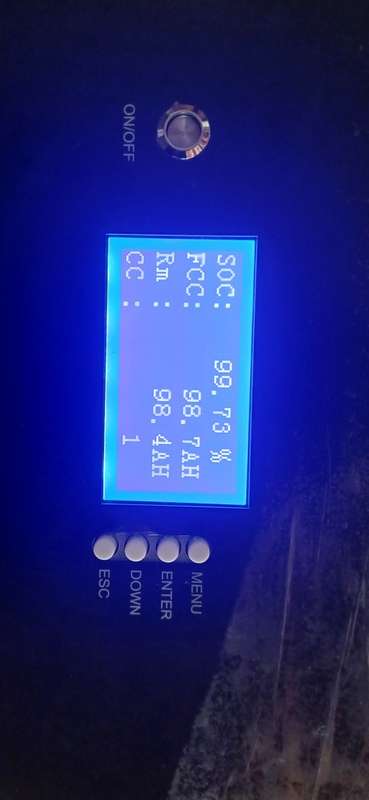 ON/OFF
SOC: 99.73 %
FCC: 98.7AH
Rm : 98.4AH
CC : 1
MENU
ENTER
DOWN
ESC